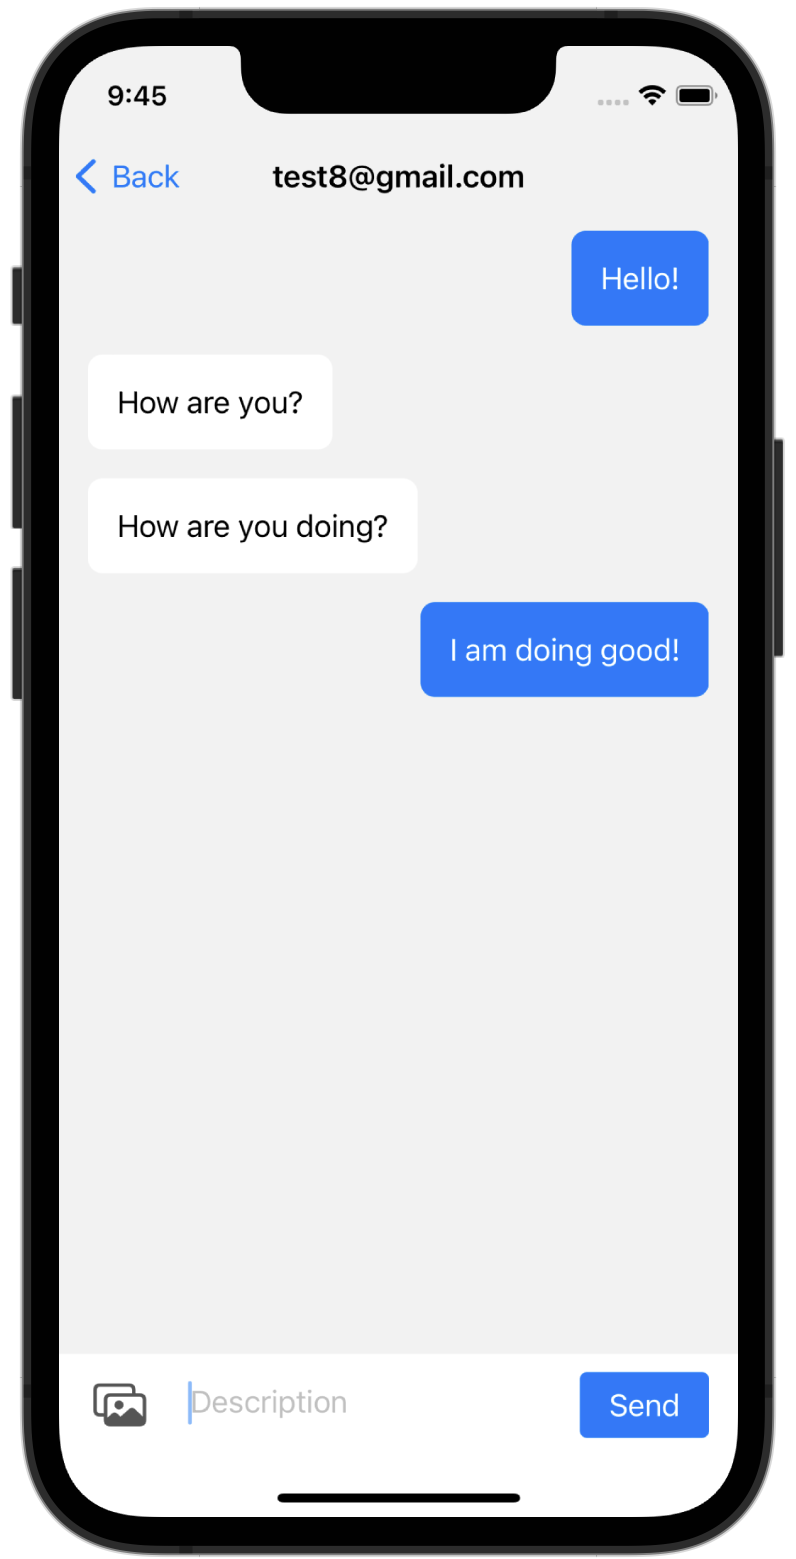 9:45
Back
test8@gmail.com
Hello!
How are you?
How are you doing?
I am doing good!
Description
Send